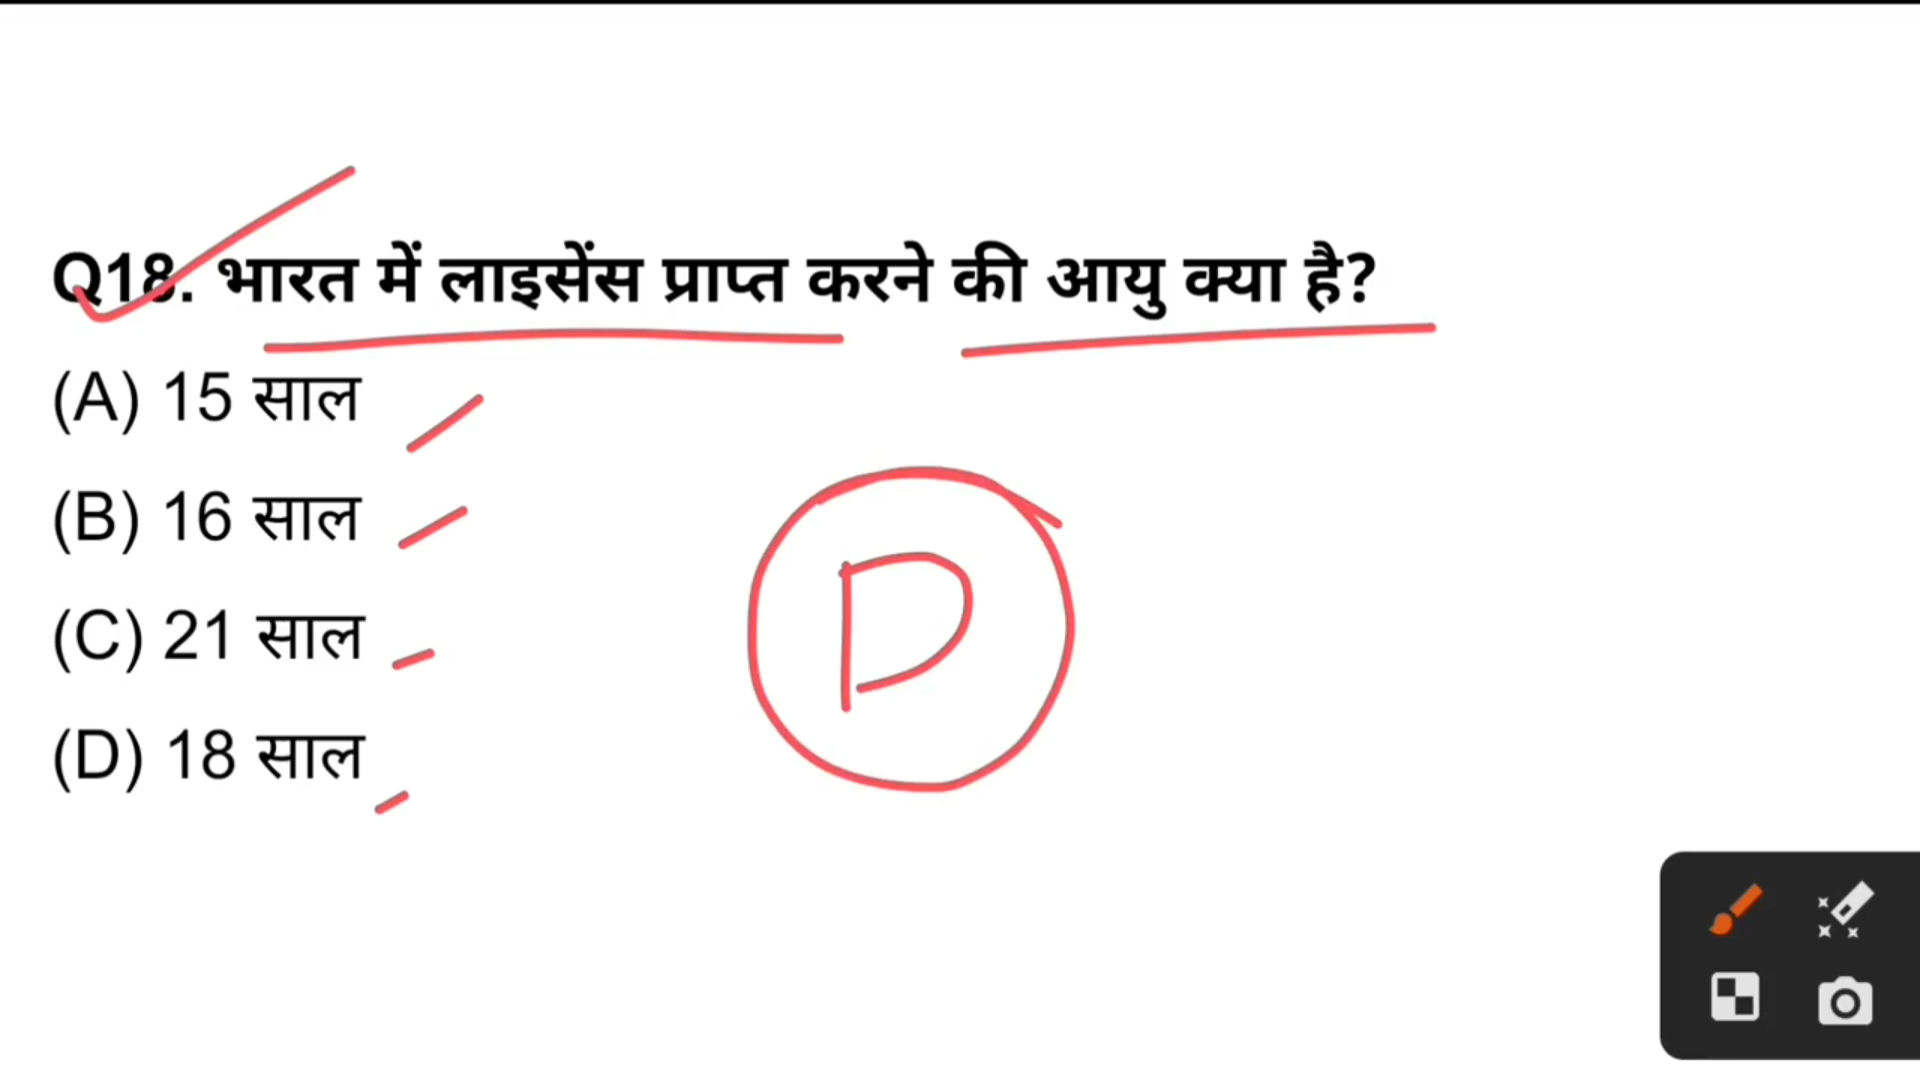 Q18. भारत में लाइसेंस प्राप्त करने की आयु क्या है?
(A) 15 साल
(B) 16 साल
(C) 21 साल
(D) 18 साल
D